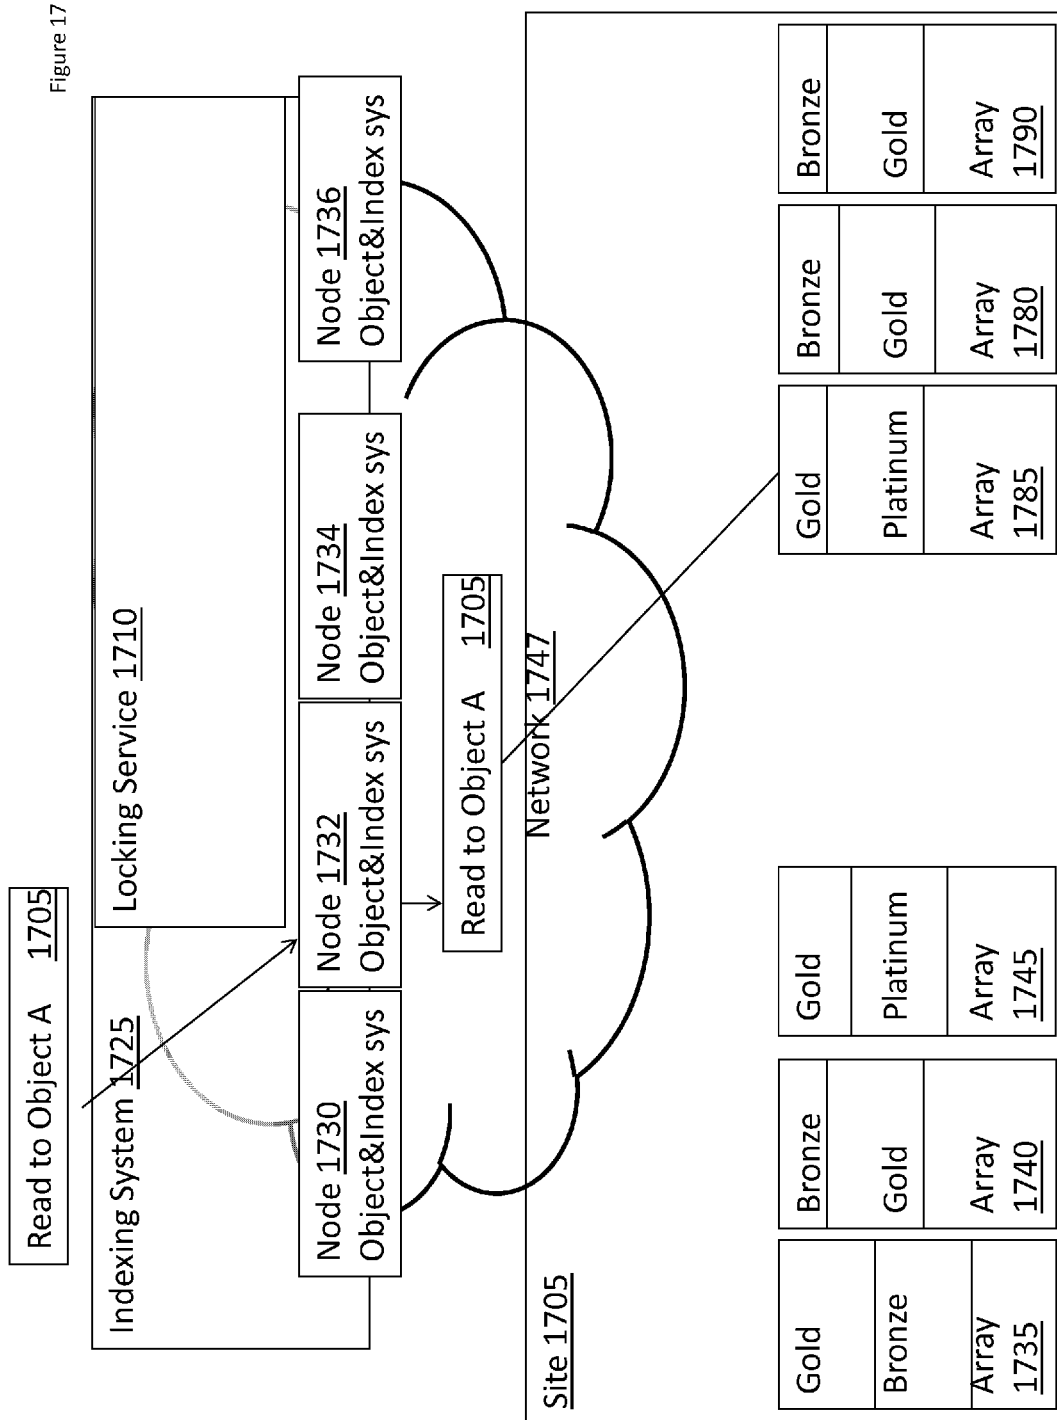 Figure 17
Read to Object A 1705
Indexing System 1725
Locking Service 1710
Node 1730
Object&Index sys
Node 1732
Object&Index sys
Node 1734
Object&Index sys
Node 1736
Object&Index sys
Read to Object A 1705
Network 1747
Site 1705
Gold
Bronze
Array
1735
Bronze
Gold
Array
1740
Gold
Platinum
Array
1745
Gold
Platinum
Array
1785
Bronze
Gold
Array
1780
Bronze
Gold
Array
1790